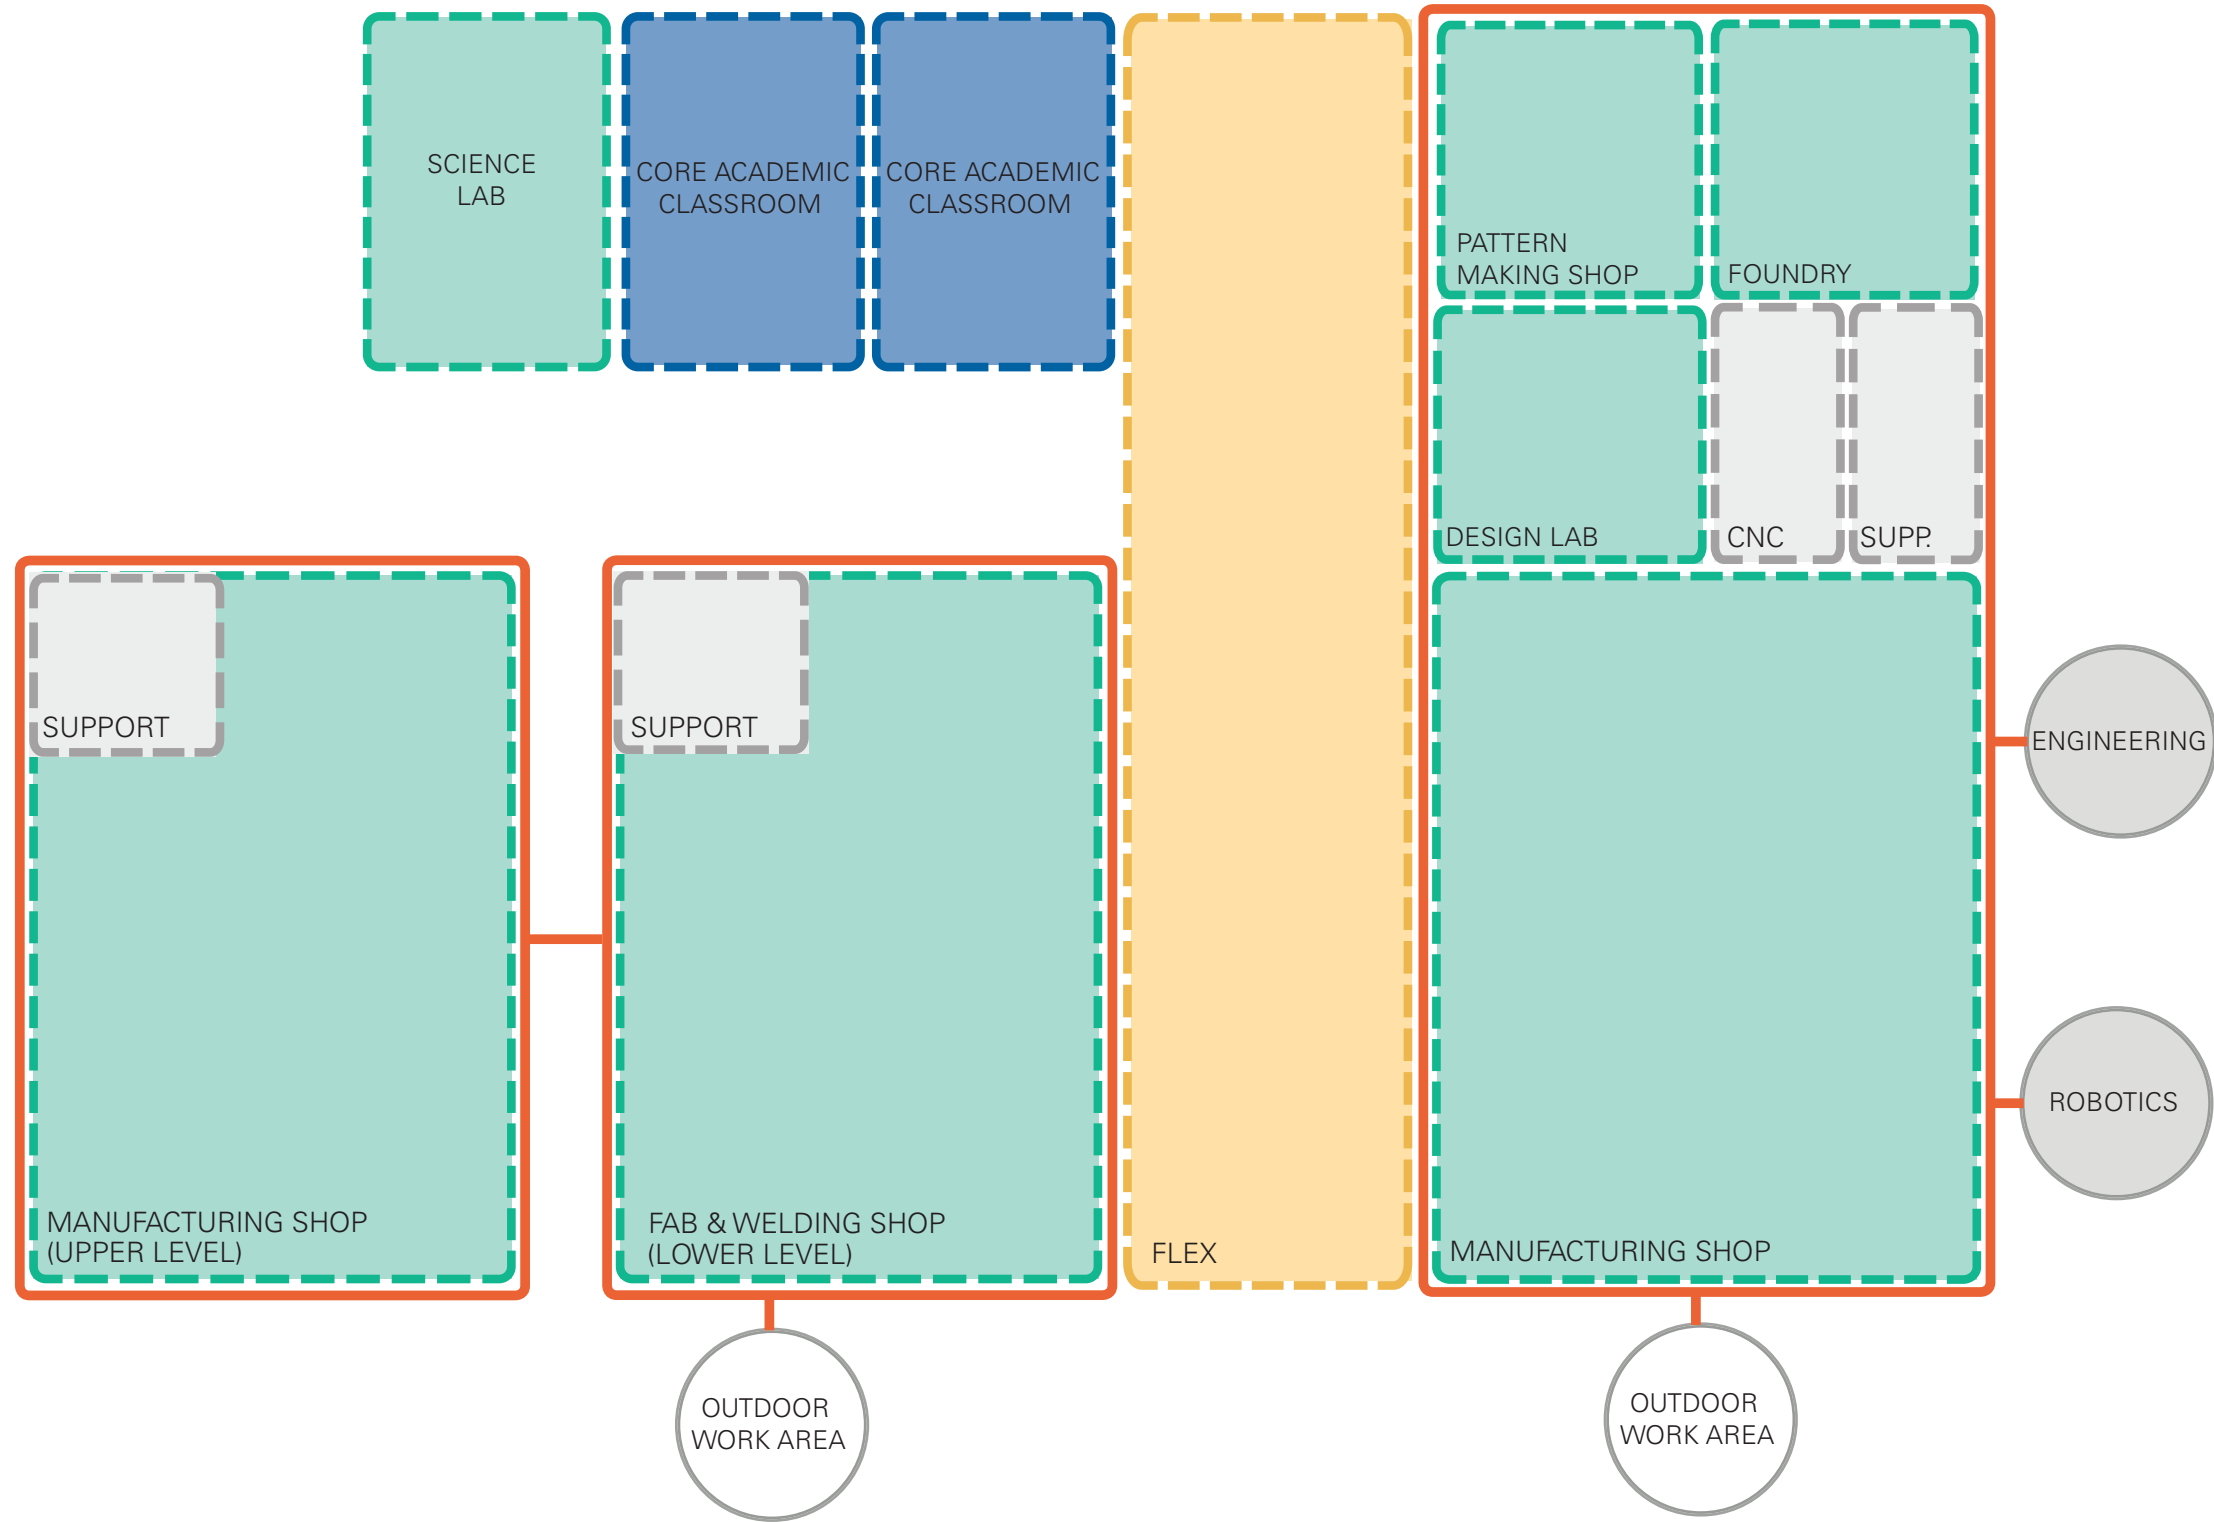 SCIENCE
LAB
CORE ACADEMIC
CLASSROOM
CORE ACADEMIC
CLASSROOM
PATTERN
MAKING SHOP
FOUNDRY
DESIGN LAB
CNC
SUPP.
SUPPORT
SUPPORT
ENGINEERING
ROBOTICS
MANUFACTURING SHOP
(UPPER LEVEL)
FAB & WELDING SHOP
(LOWER LEVEL)
FLEX
MANUFACTURING SHOP
OUTDOOR
WORK AREA
OUTDOOR
WORK AREA